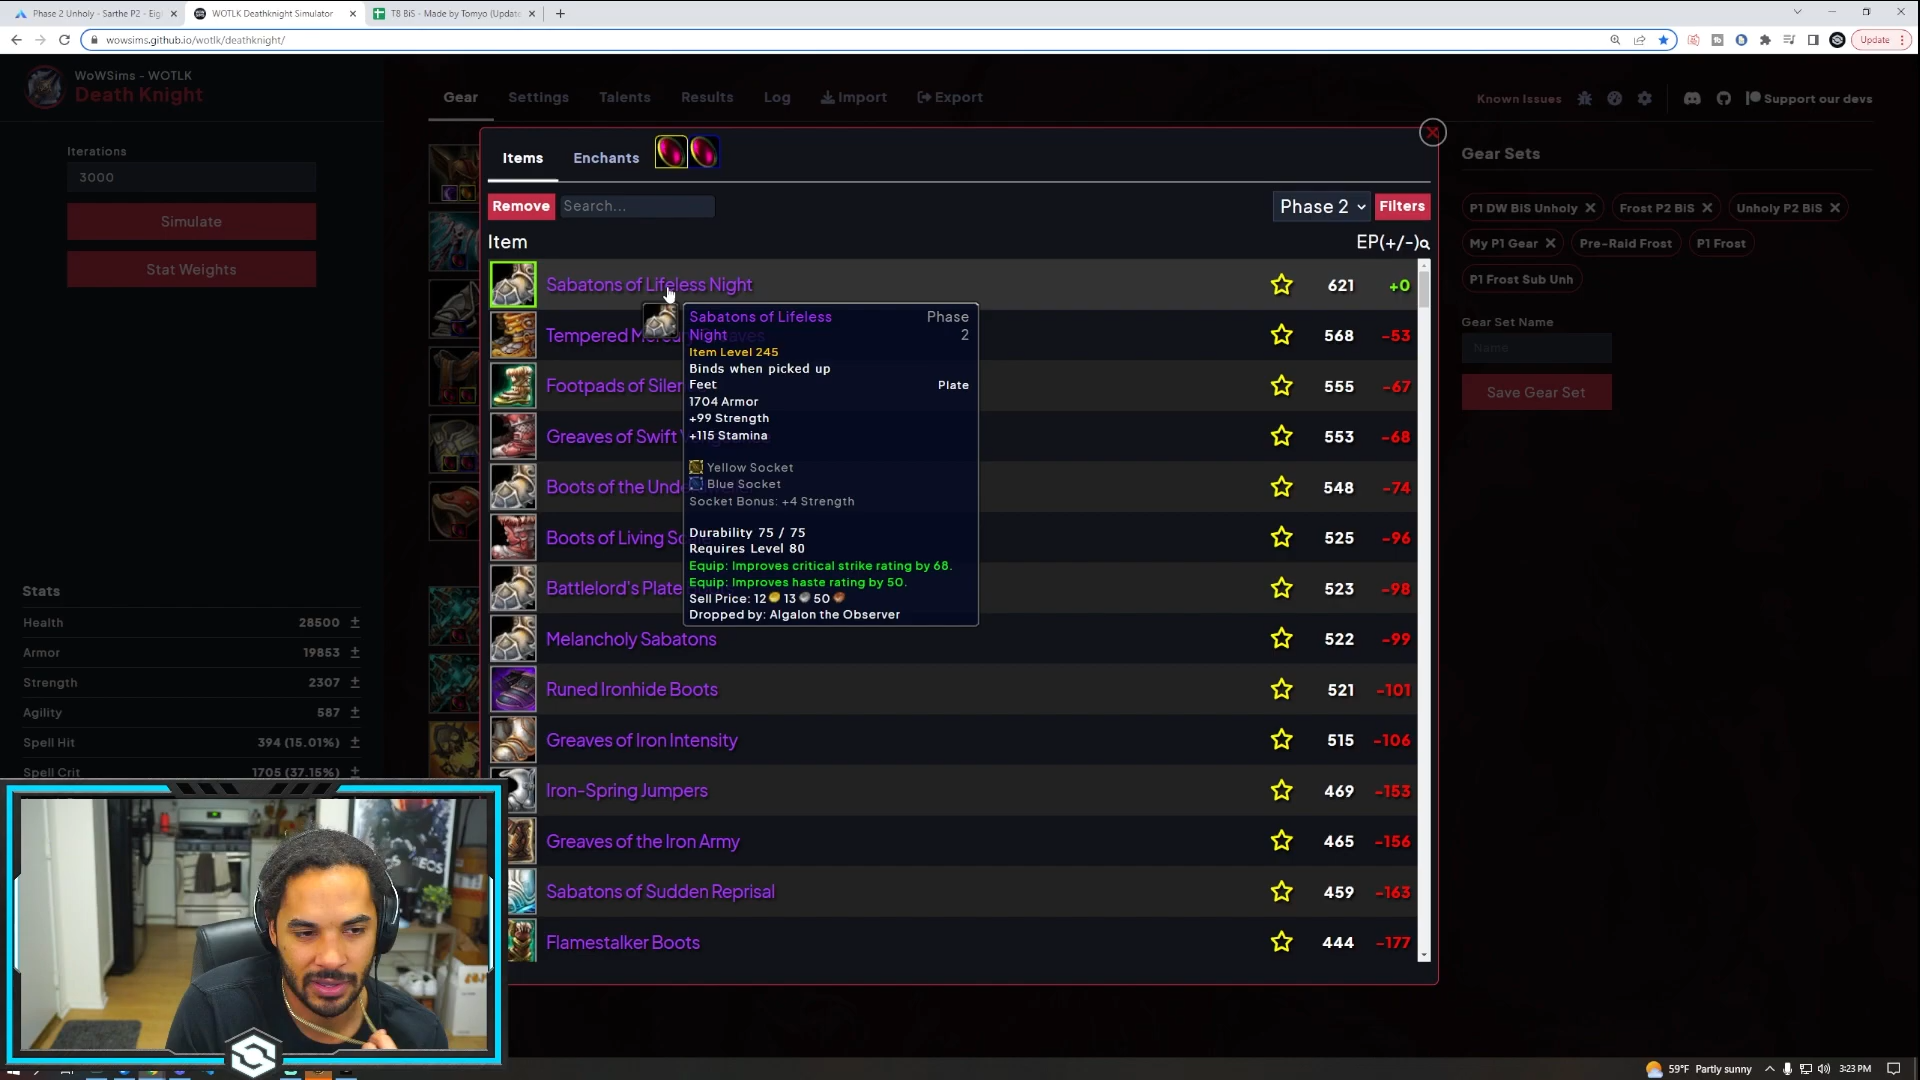 Phase 2 Unholy - Sarthe P2 - Eig
WOTLK Deathknight Simulator
T8 BiS - Made by Tomyo (Update
wowsims.github.io/wotlk/deathknight/
Update
WoWSims - WOTLK
Death Knight
Gear
Settings
Talents
Results
Log
Import
Export
Known Issues
Support our devs
Iterations
3000
Simulate
Stat Weights
Items
Enchants
Remove
Search...
Phase 2
Filters
Item
EP(+/-)
Sabatons of Lifeless Night
621
+0
Tempered
568
-53
Footpads of
555
-67
Greaves of Swift
553
-68
Boots of the
548
-74
Boots of Living
525
-96
Battlelord's Plate
523
-98
Melancholy Sabatons
522
-99
Runed Ironhide Boots
521
-101
Greaves of Iron Intensity
515
-106
Iron-Spring Jumpers
469
-153
Greaves of the Iron Army
465
-156
Sabatons of Sudden Reprisal
459
-163
Flamestalker Boots
444
-177
Sabatons of Lifeless Night
Phase 2
Item Level 245
Binds when picked up
Feet
Plate
1704 Armor
+99 Strength
+115 Stamina
Yellow Socket
Blue Socket
Socket Bonus: +4 Strength
Durability 75 / 75
Requires Level 80
Equip: Improves critical strike rating by 68.
Equip: Improves haste rating by 50.
Sell Price: 12 13 50
Dropped by: Algalon the Observer
Gear Sets
P1 DW BiS Unholy
Frost P2 BiS
Unholy P2 BiS
My P1 Gear
Pre-Raid Frost
P1 Frost
P1 Frost Sub Unh
Gear Set Name
Name
Save Gear Set
Stats
Health
28500
Armor
19853
Strength
2307
Agility
587
Spell Hit
394 (15.01%)
Spell Crit
1705 (37.15%)
59°F Partly sunny
3:23 PM